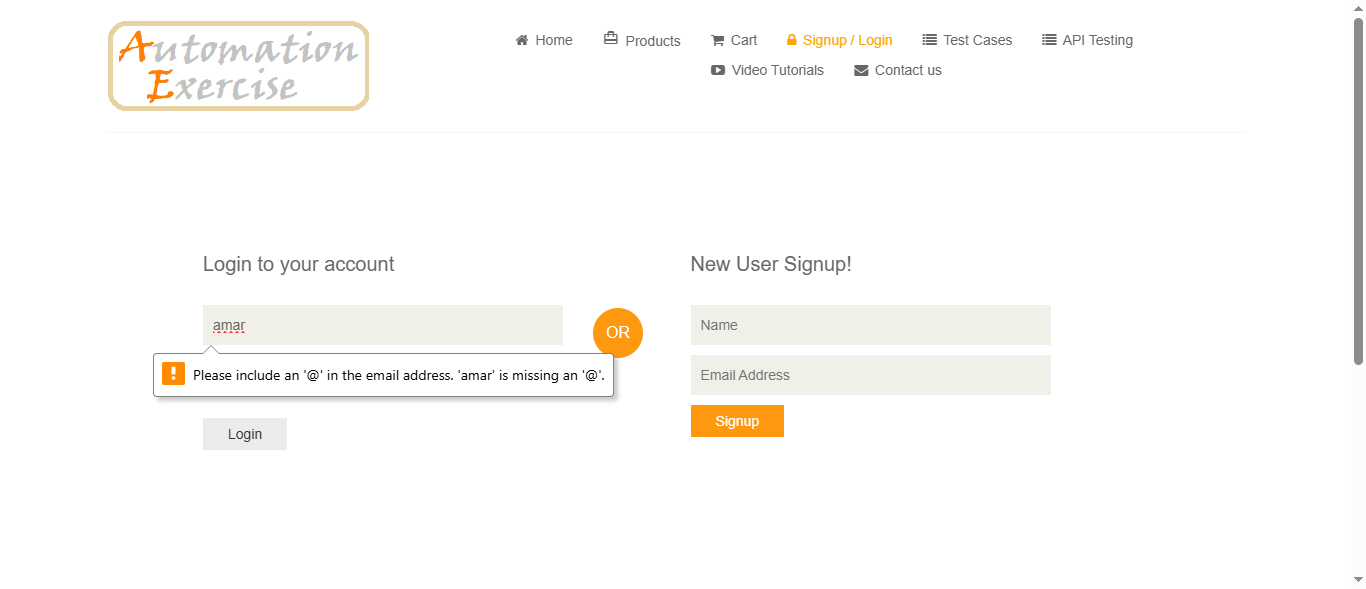 Automation
Exercise
Home Products Cart Signup / Login Test Cases API Testing
Video Tutorials Contact us
Login to your account
amar
Please include an '@' in the email address. 'amar' is missing an '@'.
Login
OR
New User Signup!
Name
Email Address
Signup